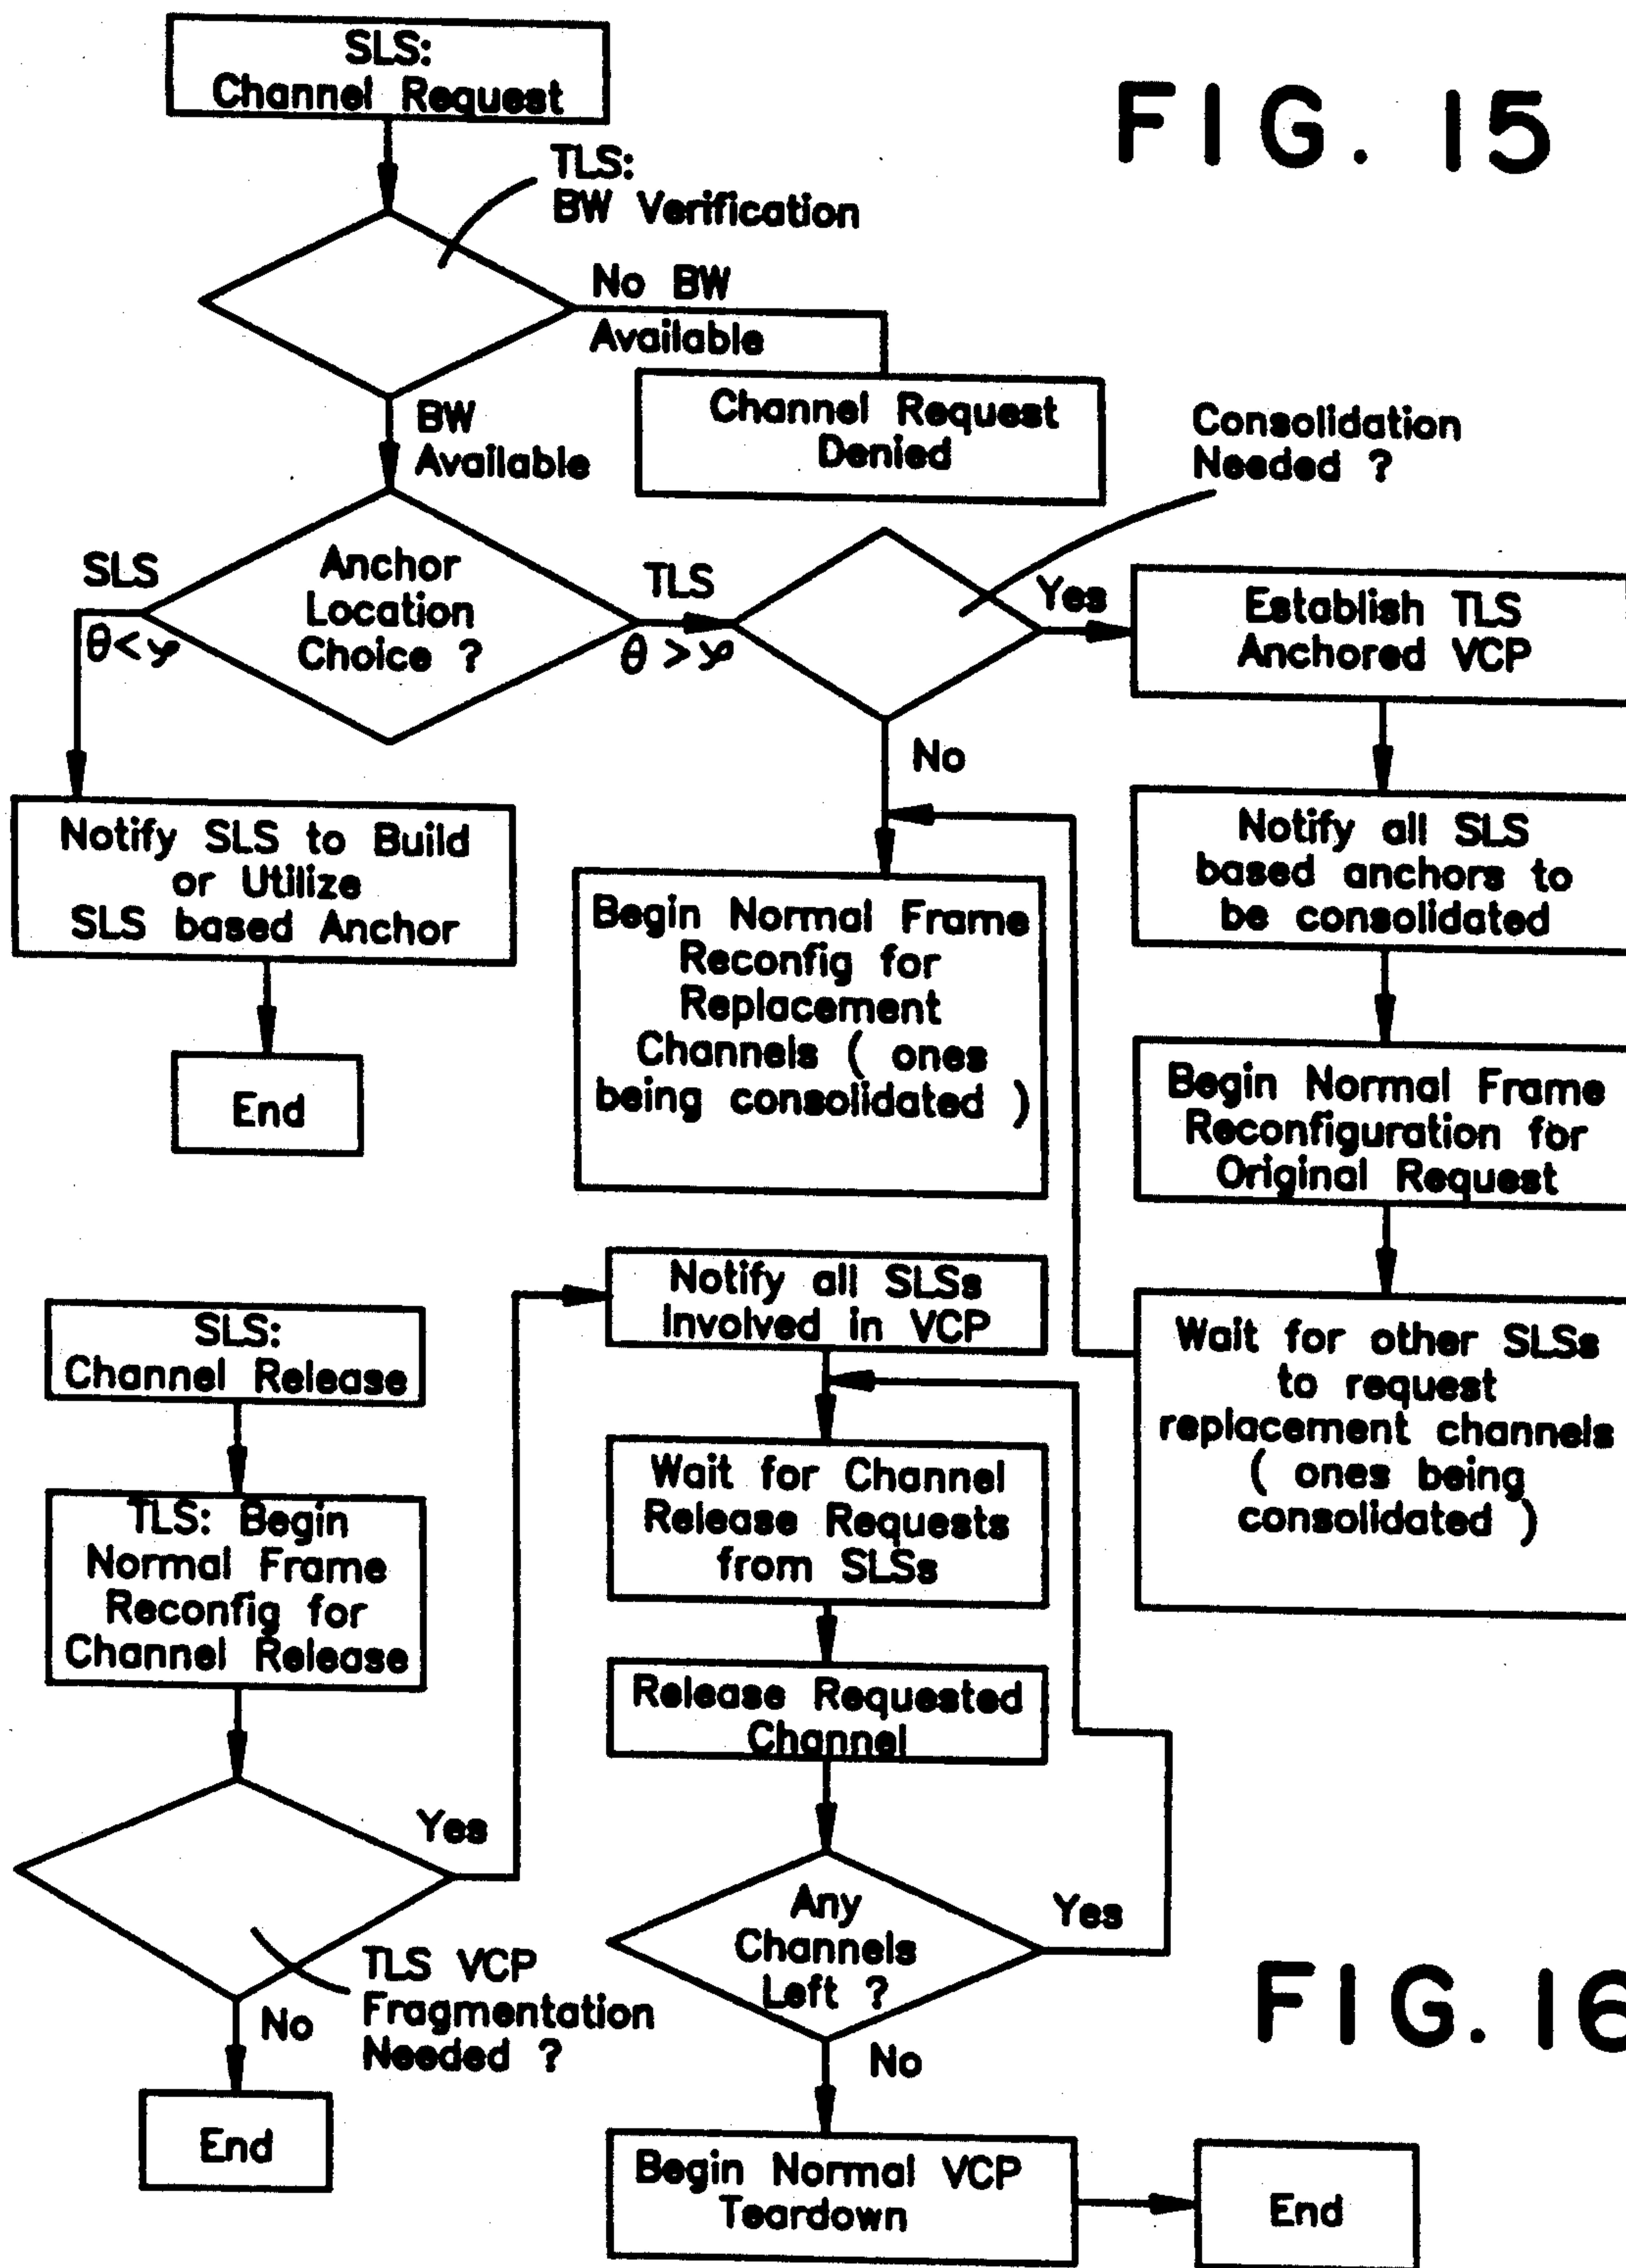 FIG. 15
SLS:
Channel Request
TLS:
BW Verification
No BW
Available
Channel Request
Denied
BW
Available
Consolidation
Needed ?
SLS
θ<φ
Anchor
Location
Choice ?
TLS
θ >φ
Yes
Establish TLS
Anchored VCP
No
Notify SLS to Build
or Utilize
SLS based Anchor
End
Begin Normal Frame
Reconfig for
Replacement
Channels ( ones
being consolidated )
Notify all SLS
based anchors to
be consolidated
Begin Normal Frame
Reconfiguration for
Original Request
Wait for other SLSs
to request
replacement channels
( ones being
consolidated )
SLS:
Channel Release
TLS: Begin
Normal Frame
Reconfig for
Channel Release
Yes
TLS VCP
Fragmentation
Needed ?
No
End
Notify all SLSs
Involved in VCP
Wait for Channel
Release Requests
from SLSs
Release Requested
Channel
Any
Channels
Left ?
Yes
No
Begin Normal VCP
Teardown
End
FIG. 16